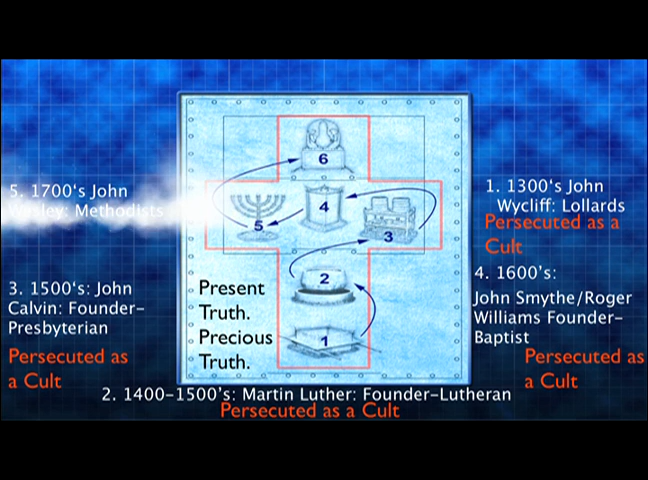 6
5
4
3
2
1
Present
Truth.
Precious
Truth.
1. 1300's John
Wycliff: Lollards
Persecuted as a
Cult
2. 1400-1500's: Martin Luther: Founder-Lutheran
Persecuted as a Cult
3. 1500's: John
Calvin: Founder-
Presbyterian
Persecuted as
a Cult
4. 1600's:
John Smythe/Roger
Williams Founder-
Baptist
Persecuted as
a Cult
5. 1700's John
Wesley: Methodists